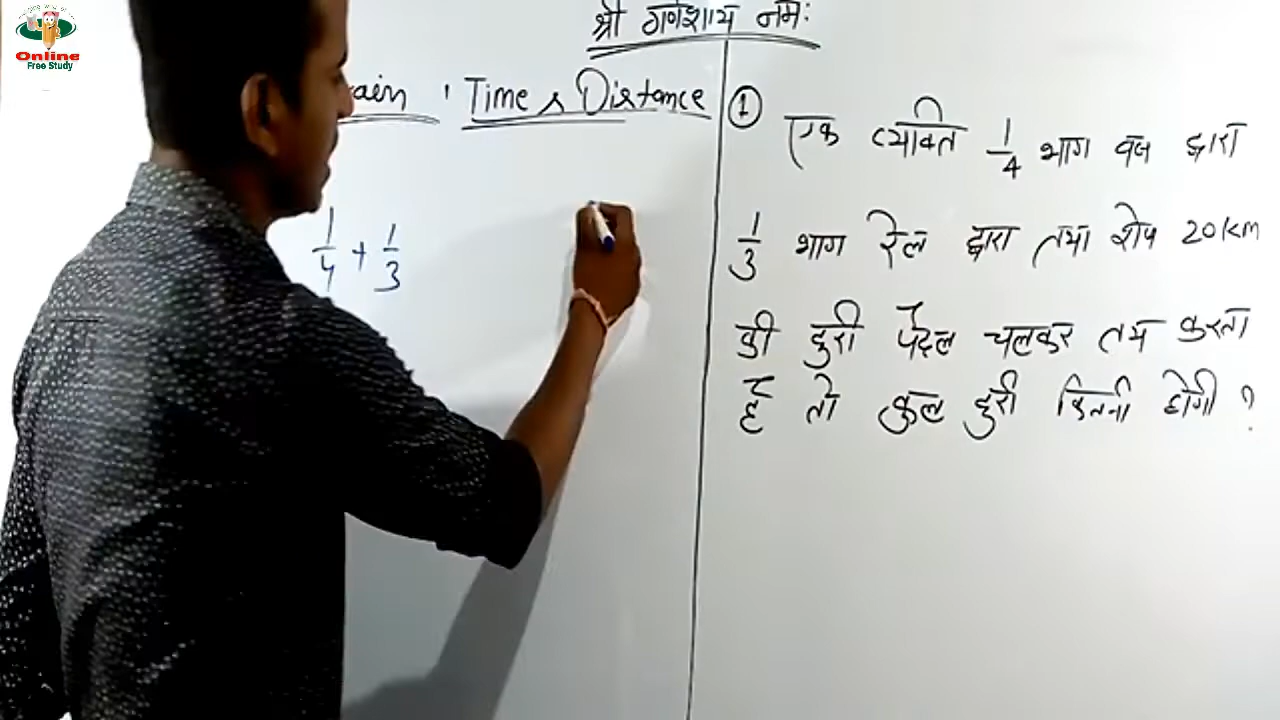 Online
Free Study
श्री गणेशाय नमः
rain , Time & Distance
1/4 + 1/3
① एक व्यक्ति 1/4 भाग बस द्वारा
1/3 भाग रेल द्वारा तथा शेष 20km
की दुरी पैदल चलकर तय करता
है तो कुल दुरी कितनी होगी ?